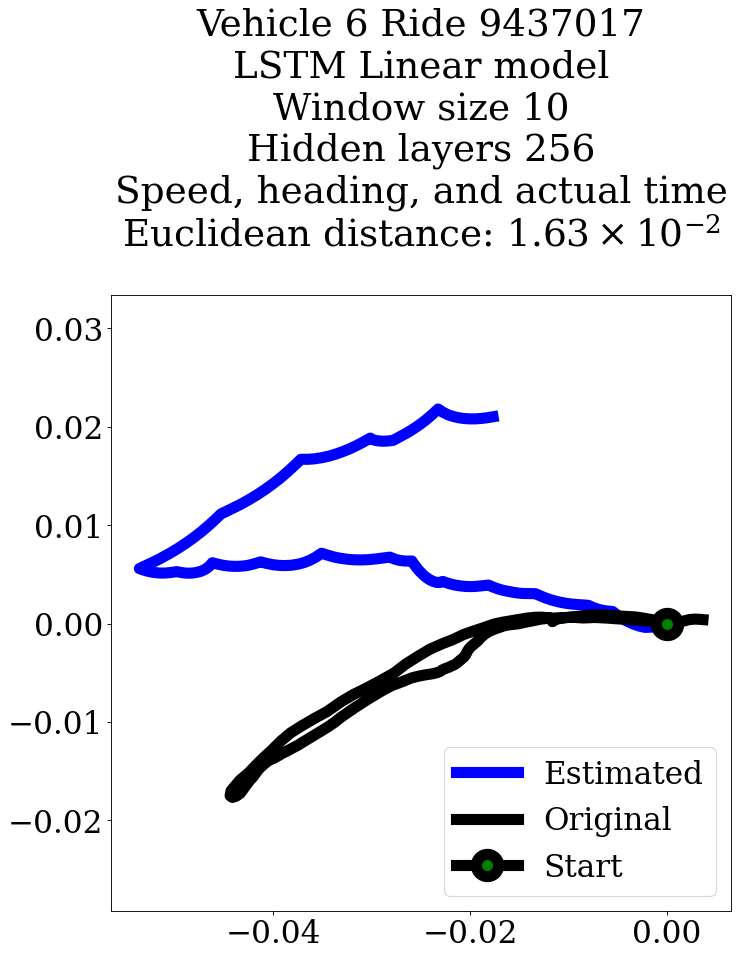 Vehicle 6 Ride 9437017
LSTM Linear model
Window size 10
Hidden layers 256
Speed, heading, and actual time
Euclidean distance: 1.63 × 10⁻²
0.03
0.02
0.01
0.00
−0.01
−0.02
Estimated
Original
Start
−0.04
−0.02
0.00